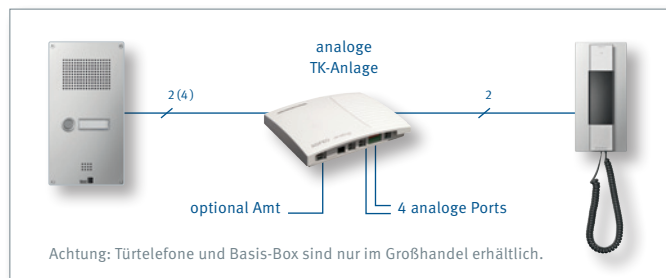 analoge
TK-Anlage
2 (4)
2
optional Amt
4 analoge Ports
Achtung: Türtelefone und Basis-Box sind nur im Großhandel erhältlich.